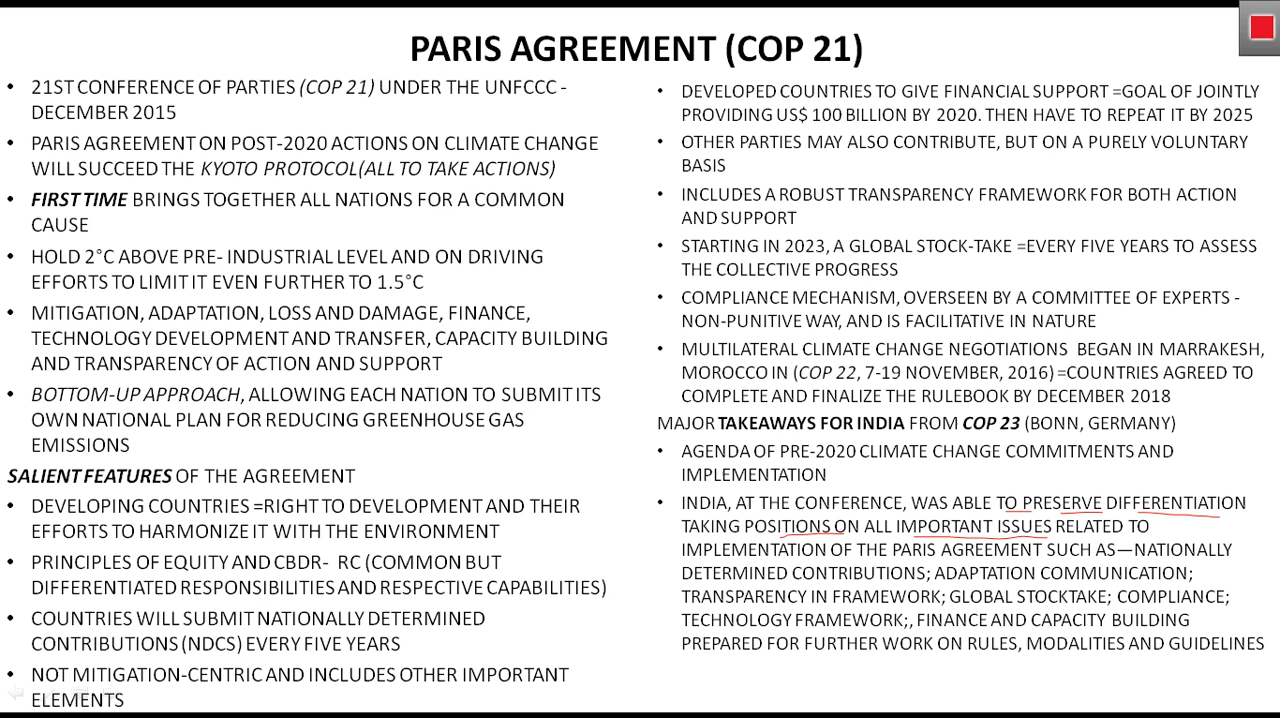 PARIS AGREEMENT (COP 21)
• 21ST CONFERENCE OF PARTIES (COP 21) UNDER THE UNFCCC -
DECEMBER 2015
• PARIS AGREEMENT ON POST-2020 ACTIONS ON CLIMATE CHANGE
WILL SUCCEED THE KYOTO PROTOCOL(ALL TO TAKE ACTIONS)
• FIRST TIME BRINGS TOGETHER ALL NATIONS FOR A COMMON
CAUSE
• HOLD 2°C ABOVE PRE- INDUSTRIAL LEVEL AND ON DRIVING
EFFORTS TO LIMIT IT EVEN FURTHER TO 1.5°C
• MITIGATION, ADAPTATION, LOSS AND DAMAGE, FINANCE,
TECHNOLOGY DEVELOPMENT AND TRANSFER, CAPACITY BUILDING
AND TRANSPARENCY OF ACTION AND SUPPORT
• BOTTOM-UP APPROACH, ALLOWING EACH NATION TO SUBMIT ITS
OWN NATIONAL PLAN FOR REDUCING GREENHOUSE GAS
EMISSIONS
SALIENT FEATURES OF THE AGREEMENT
• DEVELOPING COUNTRIES =RIGHT TO DEVELOPMENT AND THEIR
EFFORTS TO HARMONIZE IT WITH THE ENVIRONMENT
• PRINCIPLES OF EQUITY AND CBDR- RC (COMMON BUT
DIFFERENTIATED RESPONSIBILITIES AND RESPECTIVE CAPABILITIES)
• COUNTRIES WILL SUBMIT NATIONALLY DETERMINED
CONTRIBUTIONS (NDCS) EVERY FIVE YEARS
• NOT MITIGATION-CENTRIC AND INCLUDES OTHER IMPORTANT
ELEMENTS
• DEVELOPED COUNTRIES TO GIVE FINANCIAL SUPPORT =GOAL OF JOINTLY
PROVIDING US$ 100 BILLION BY 2020. THEN HAVE TO REPEAT IT BY 2025
• OTHER PARTIES MAY ALSO CONTRIBUTE, BUT ON A PURELY VOLUNTARY
BASIS
• INCLUDES A ROBUST TRANSPARENCY FRAMEWORK FOR BOTH ACTION
AND SUPPORT
• STARTING IN 2023, A GLOBAL STOCK-TAKE =EVERY FIVE YEARS TO ASSESS
THE COLLECTIVE PROGRESS
• COMPLIANCE MECHANISM, OVERSEEN BY A COMMITTEE OF EXPERTS -
NON-PUNITIVE WAY, AND IS FACILITATIVE IN NATURE
• MULTILATERAL CLIMATE CHANGE NEGOTIATIONS BEGAN IN MARRAKESH,
MOROCCO IN (COP 22, 7-19 NOVEMBER, 2016) =COUNTRIES AGREED TO
COMPLETE AND FINALIZE THE RULEBOOK BY DECEMBER 2018
MAJOR TAKEAWAYS FOR INDIA FROM COP 23 (BONN, GERMANY)
• AGENDA OF PRE-2020 CLIMATE CHANGE COMMITMENTS AND
IMPLEMENTATION
• INDIA, AT THE CONFERENCE, WAS ABLE TO PRESERVE DIFFERENTIATION
TAKING POSITIONS ON ALL IMPORTANT ISSUES RELATED TO
IMPLEMENTATION OF THE PARIS AGREEMENT SUCH AS—NATIONALLY
DETERMINED CONTRIBUTIONS; ADAPTATION COMMUNICATION;
TRANSPARENCY IN FRAMEWORK; GLOBAL STOCKTAKE; COMPLIANCE;
TECHNOLOGY FRAMEWORK;, FINANCE AND CAPACITY BUILDING
PREPARED FOR FURTHER WORK ON RULES, MODALITIES AND GUIDELINES